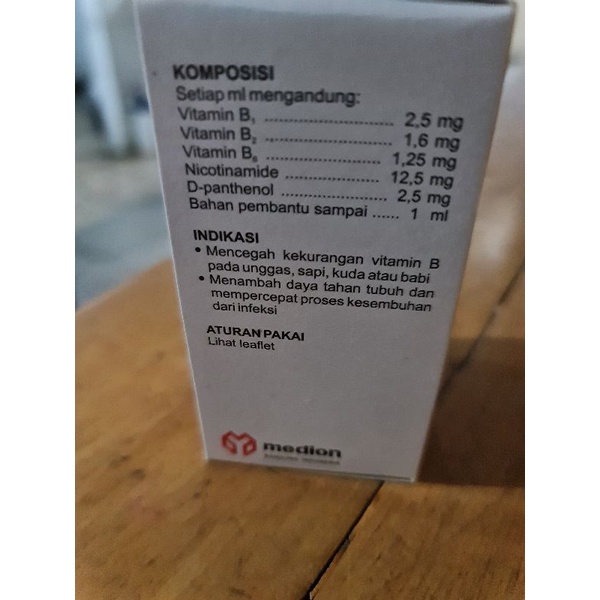 KOMPOSISI
Setiap ml mengandung:
Vitamin B₁ .............................. 2,5 mg
Vitamin B₂ .............................. 1,6 mg
Vitamin B₆ .......................... 1,25 mg
Nicotinamide ..................... 12,5 mg
D-panthenol ........................ 2,5 mg
Bahan pembantu sampai ...... 1 ml
INDIKASI
• Mencegah kekurangan vitamin B
pada unggas, sapi, kuda atau babi
• Menambah daya tahan tubuh dan
mempercepat proses kesembuhan
dari infeksi
ATURAN PAKAI
Lihat leaflet
medion